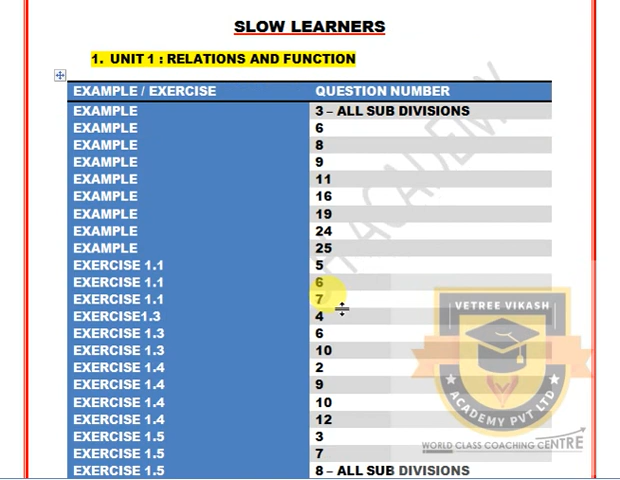 SLOW LEARNERS
1. UNIT 1 : RELATIONS AND FUNCTION
EXAMPLE / EXERCISE QUESTION NUMBER
EXAMPLE 3 – ALL SUB DIVISIONS
EXAMPLE 6
EXAMPLE 8
EXAMPLE 9
EXAMPLE 11
EXAMPLE 16
EXAMPLE 19
EXAMPLE 24
EXAMPLE 25
EXERCISE 1.1 5
EXERCISE 1.1 6
EXERCISE 1.1 7
EXERCISE1.3 4
EXERCISE 1.3 6
EXERCISE 1.3 10
EXERCISE 1.4 2
EXERCISE 1.4 9
EXERCISE 1.4 10
EXERCISE 1.4 12
EXERCISE 1.5 3
EXERCISE 1.5 7
EXERCISE 1.5 8 – ALL SUB DIVISIONS
VETREE VIKASH
ACADEMY PVT LTD
WORLD CLASS COACHING CENTRE